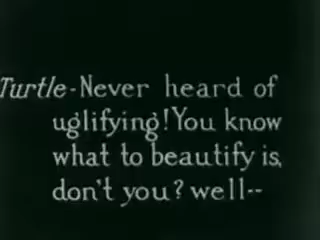 Turtle-Never heard of
uglifying! You know
what to beautify is,
don't you? well--